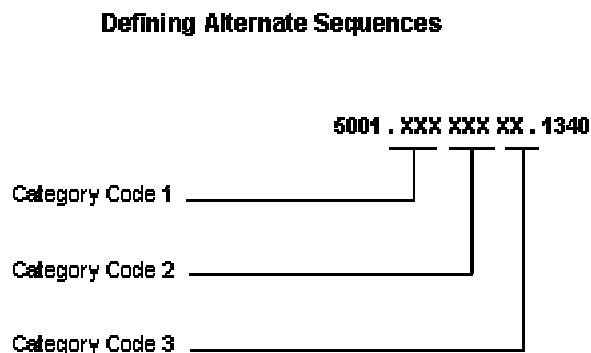 Defining Alternate Sequences
5001 . XXX XXX XX . 1340
Category Code 1
Category Code 2
Category Code 3